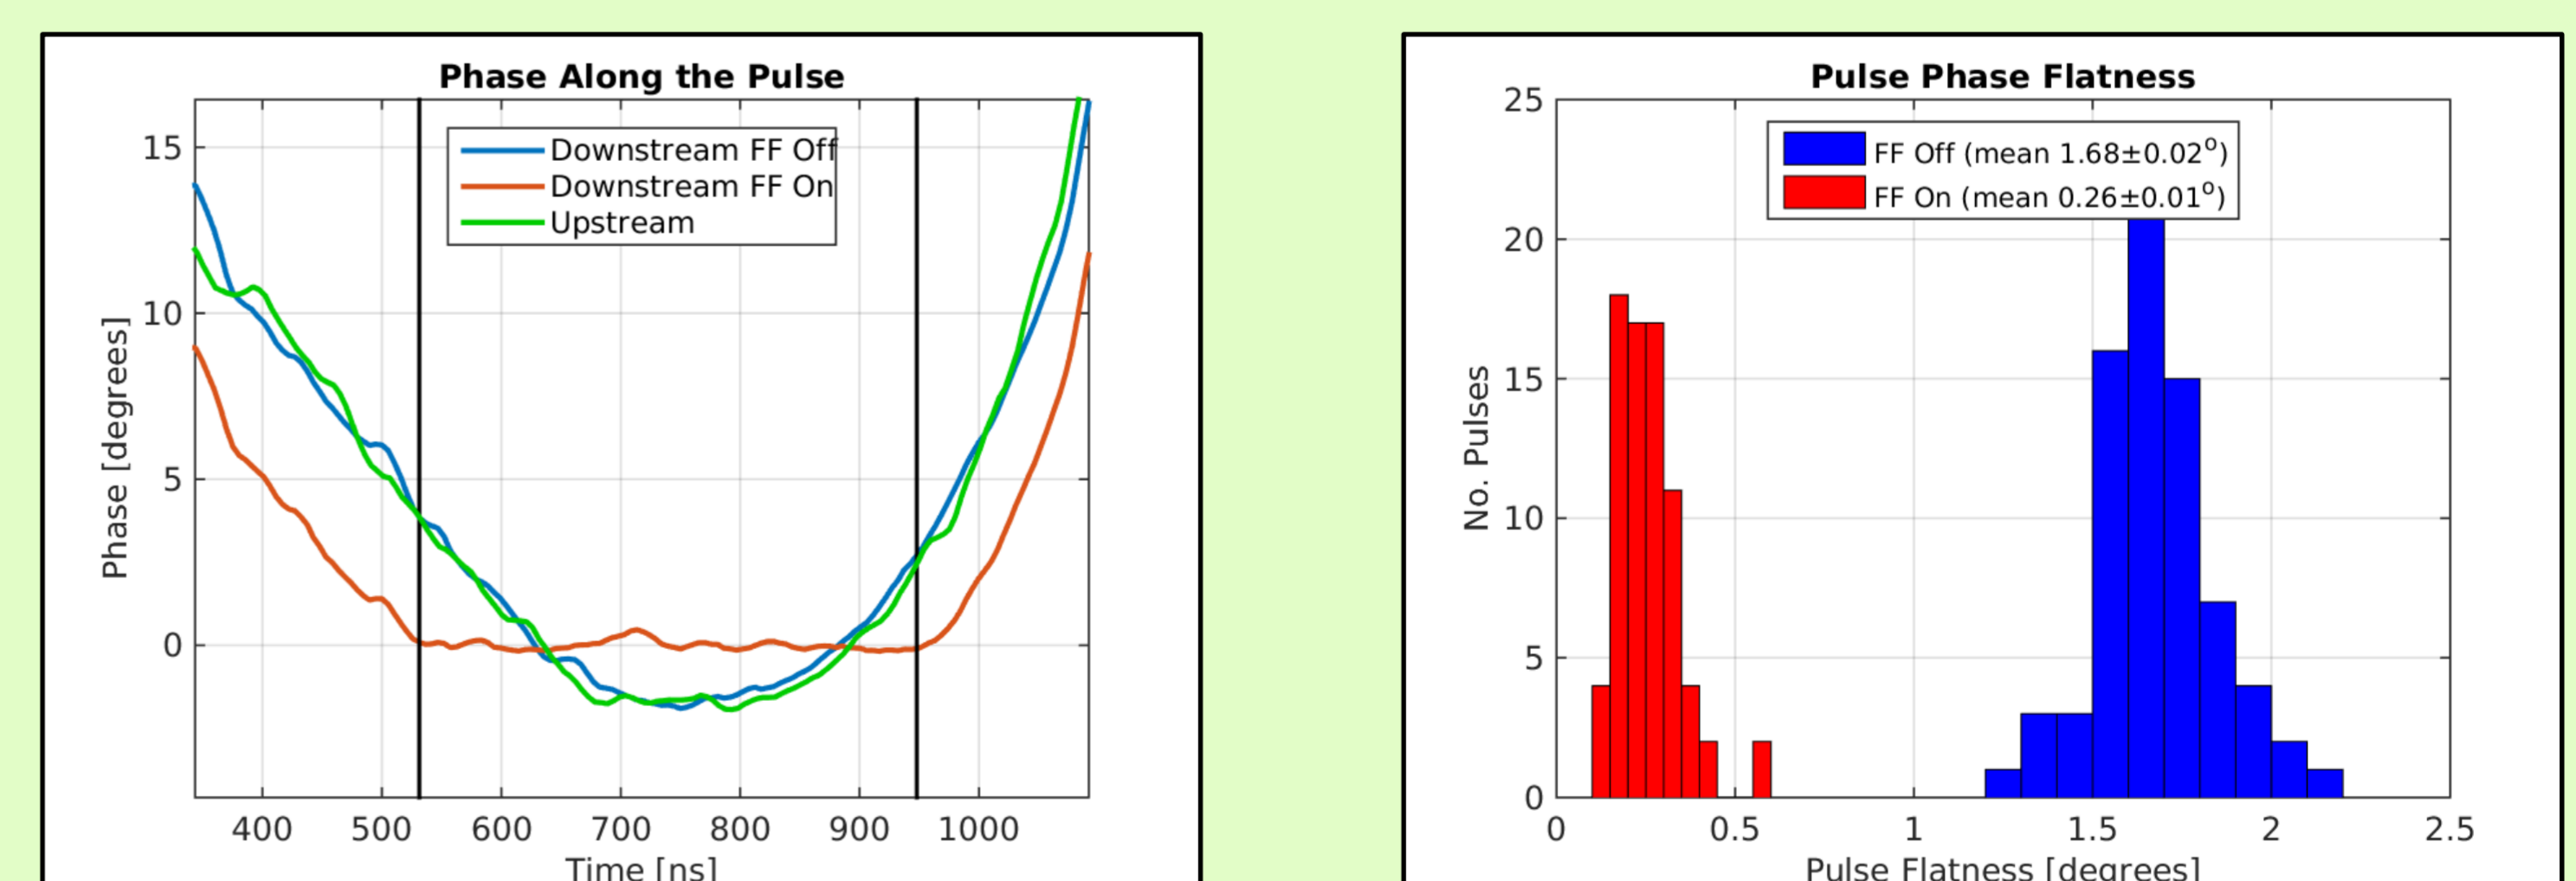 Phase Along the Pulse
Downstream FF Off
Downstream FF On
Upstream
15
10
5
0
Phase [degrees]
400 500 600 700 800 900 1000
Time [ns]
Pulse Phase Flatness
FF Off (mean 1.68±0.02º)
FF On (mean 0.26±0.01º)
25
20
15
10
5
0
No. Pulses
0 0.5 1 1.5 2 2.5
Pulse Flatness [degrees]